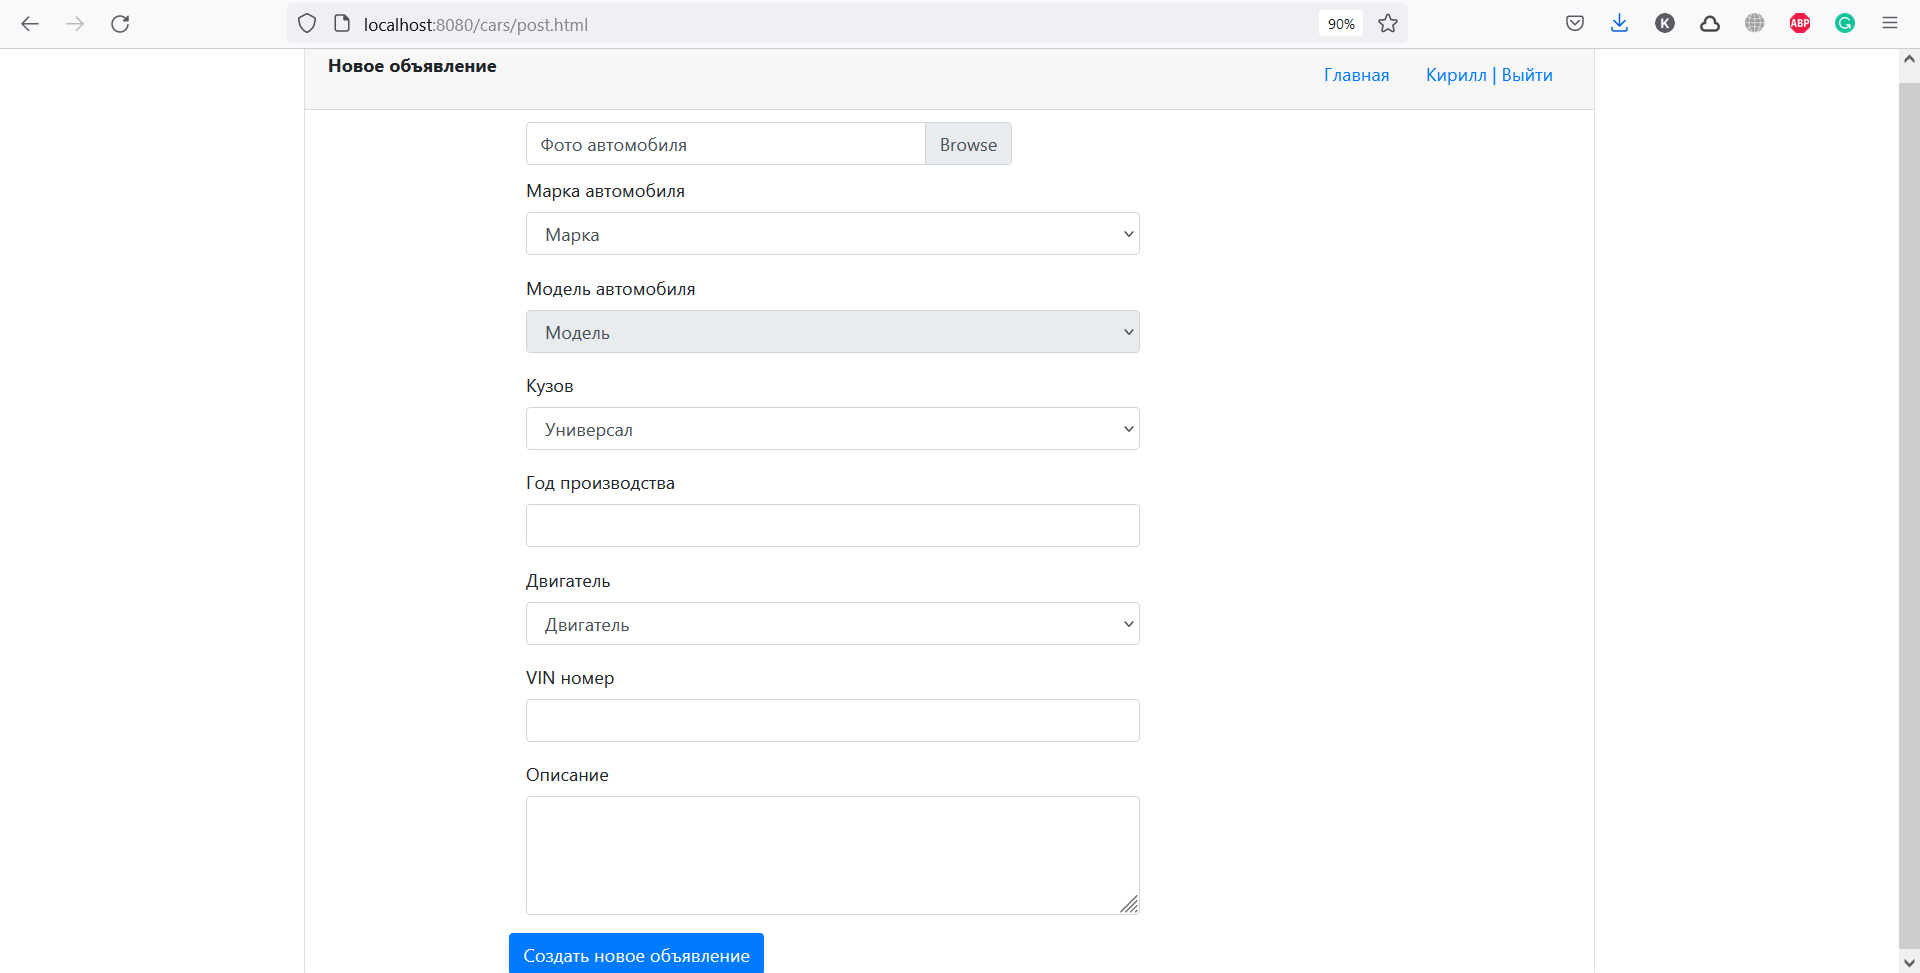 localhost:8080/cars/post.html
90%
K
ABP
G
Новое объявление
Главная
Кирилл | Выйти
Фото автомобиля
Browse
Марка автомобиля
Марка
Модель автомобиля
Модель
Кузов
Универсал
Год производства
Двигатель
Двигатель
VIN номер
Описание
Создать новое объявление